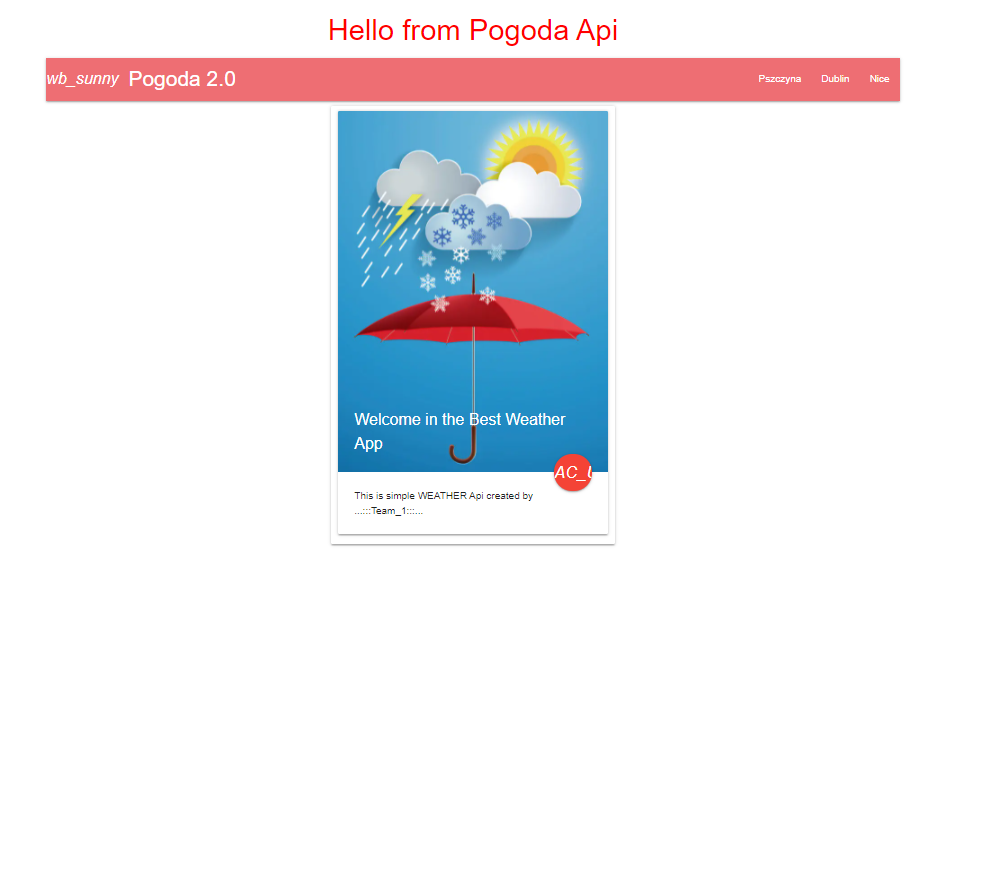 Hello from Pogoda Api
wb_sunny Pogoda 2.0
Pszczyna Dublin Nice
Welcome in the Best Weather
App
This is simple WEATHER Api created by
...:::Team_1:::...